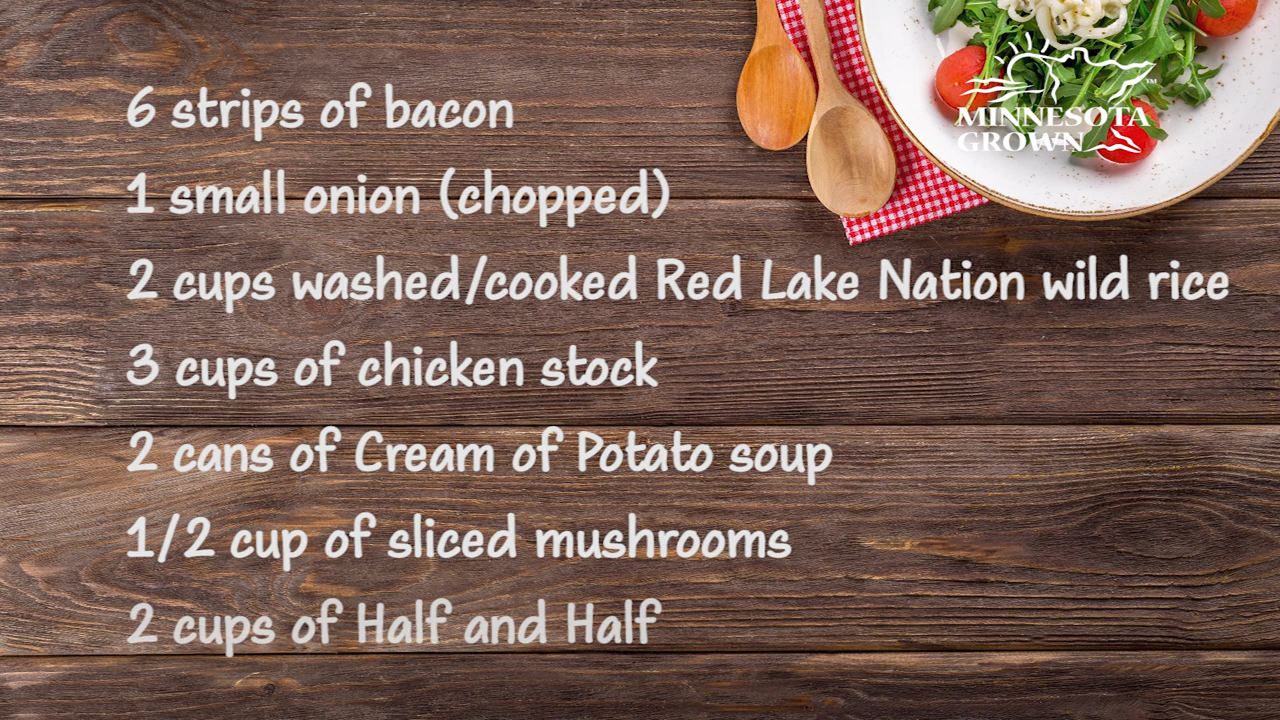 6 strips of bacon
1 small onion (chopped)
2 cups washed/cooked Red Lake Nation wild rice
3 cups of chicken stock
2 cans of Cream of Potato soup
1/2 cup of sliced mushrooms
2 cups of Half and Half
MINNESOTA
GROWN